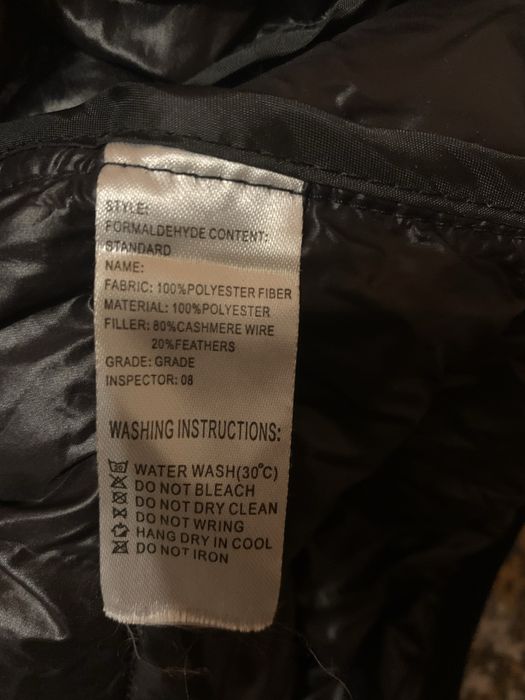 STYLE:
FORMALDEHYDE CONTENT:
STANDARD
NAME:
FABRIC: 100%POLYESTER FIBER
MATERIAL: 100%POLYESTER
FILLER: 80%CASHMERE WIRE
20%FEATHERS
GRADE: GRADE
INSPECTOR: 08
WASHING INSTRUCTIONS:
WATER WASH(30°C)
DO NOT BLEACH
DO NOT DRY CLEAN
DO NOT WRING
HANG DRY IN COOL
DO NOT IRON